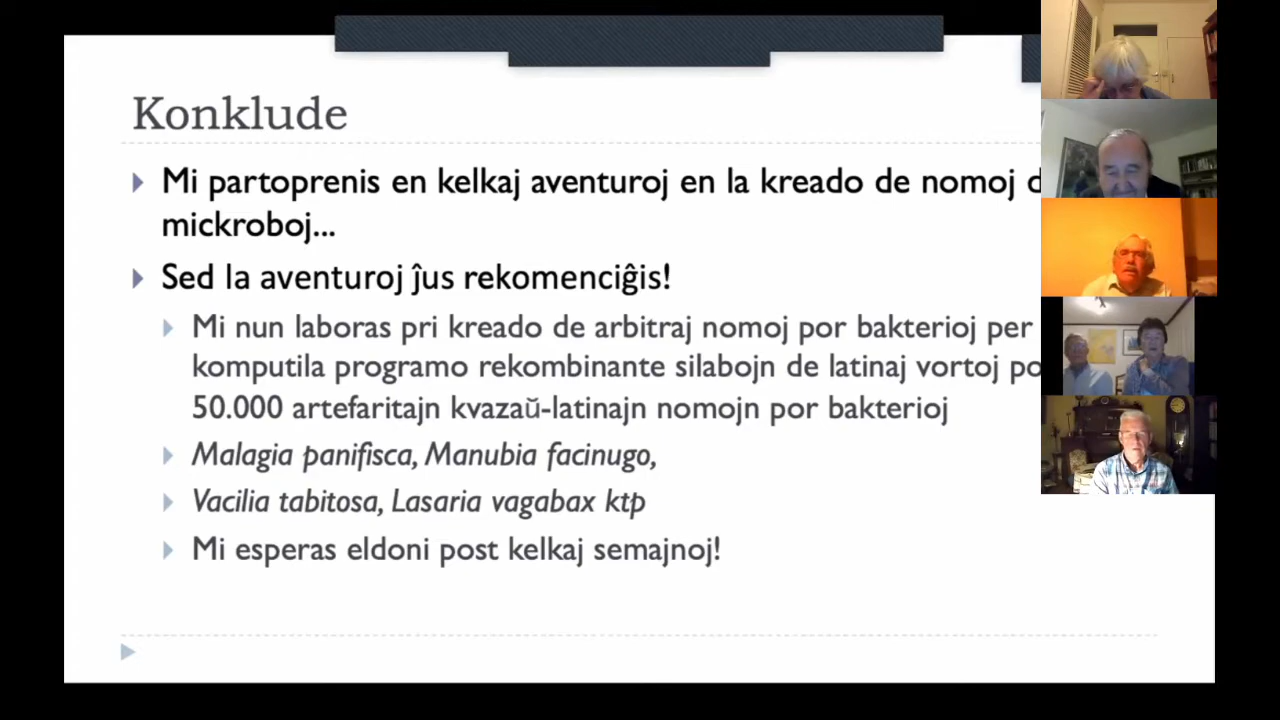 Konklude
Mi partoprenis en kelkaj aventuroj en la kreado de nomoj
mickroboj...
Sed la aventuroj ĵus rekomenciĝis!
Mi nun laboras pri kreado de arbitraj nomoj por bakterioj per
komputila programo rekombinante silabojn de latinaj vortoj
50.000 artefaritajn kvazaŭ-latinajn nomojn por bakterioj
Malagia panifisca, Manubia facinugo,
Vacilia tabitosa, Lasaria vagabax ktp
Mi esperas eldoni post kelkaj semajnoj!